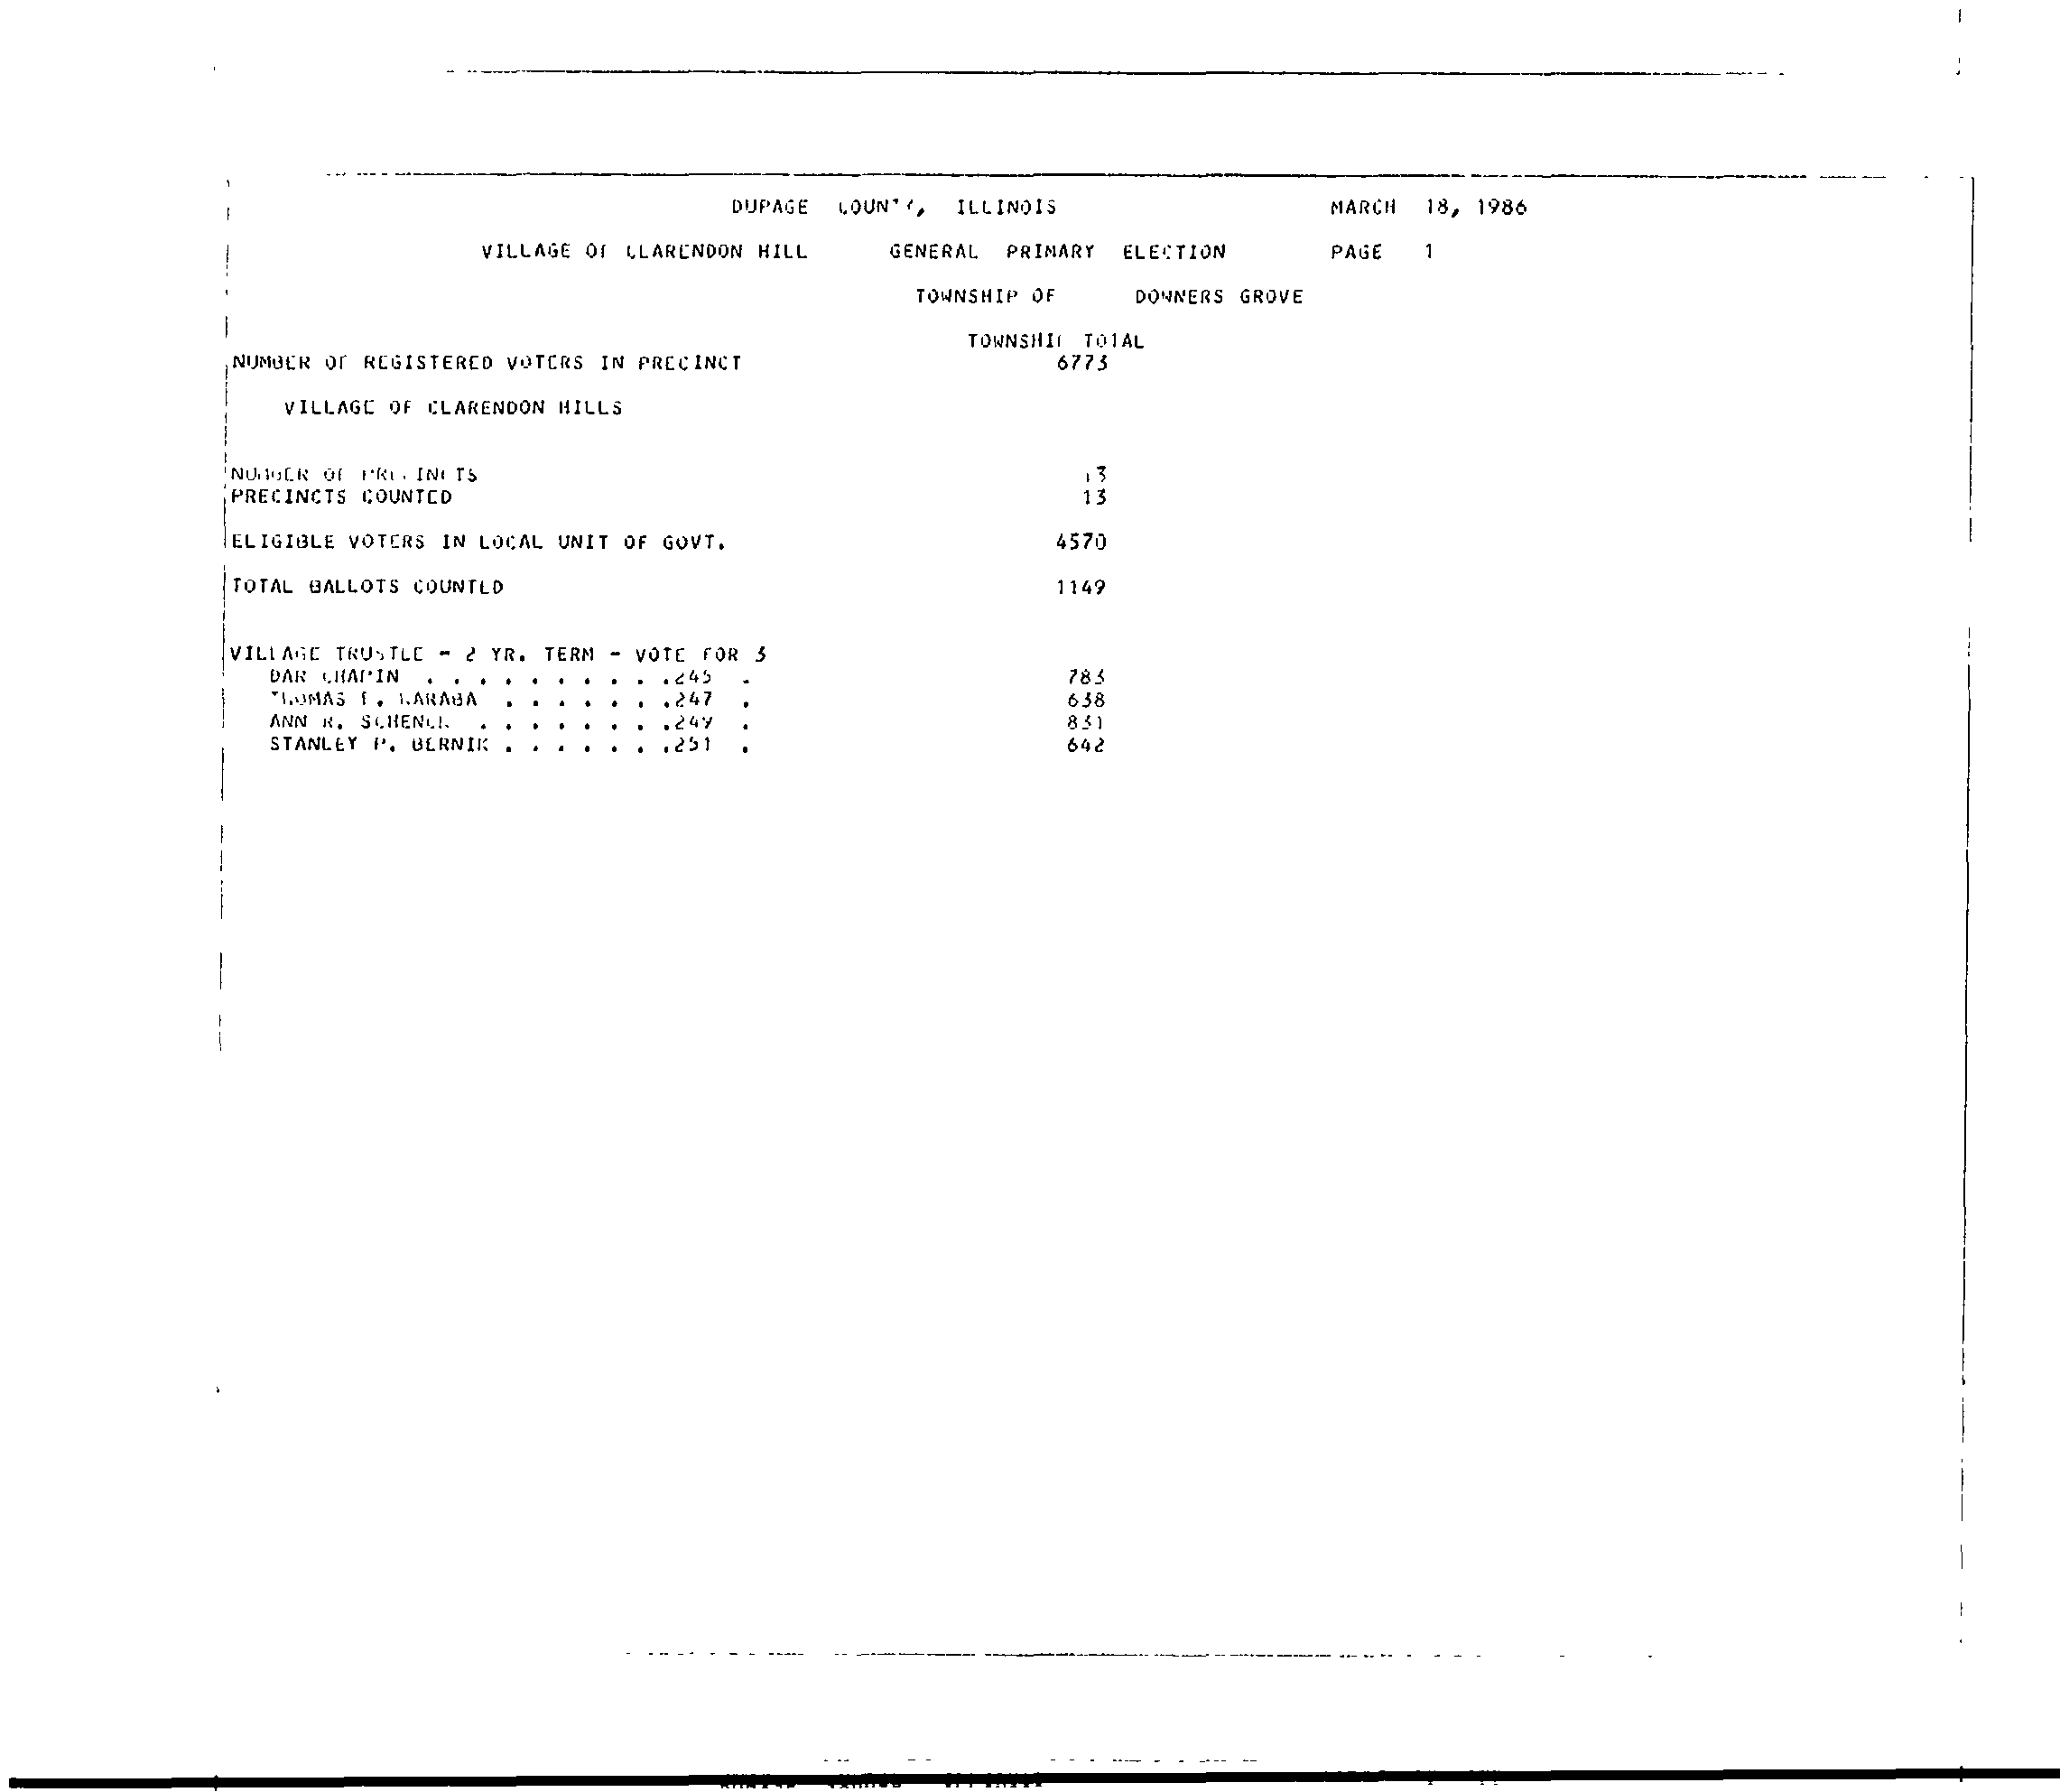 DUPAGE COUNTY, ILLINOIS MARCH 18, 1986
VILLAGE OF CLARENDON HILL GENERAL PRIMARY ELECTION PAGE 1
TOWNSHIP OF DOWNERS GROVE
TOWNSHIP TOTAL
NUMBER OF REGISTERED VOTERS IN PRECINCT 6773
VILLAGE OF CLARENDON HILLS
NUMBER OF PRECINCTS 13
PRECINCTS COUNTED 13
ELIGIBLE VOTERS IN LOCAL UNIT OF GOVT. 4570
TOTAL BALLOTS COUNTED 1149
VILLAGE TRUSTEE - 2 YR. TERM - VOTE FOR 3
DAR CHAPIN . . . . . . . . . .245 . 783
THOMAS F. KARABA . . . . . . .247 . 638
ANN R. SCHENCK . . . . . . . .249 . 831
STANLEY P. BERNIK . . . . . . .251 . 642